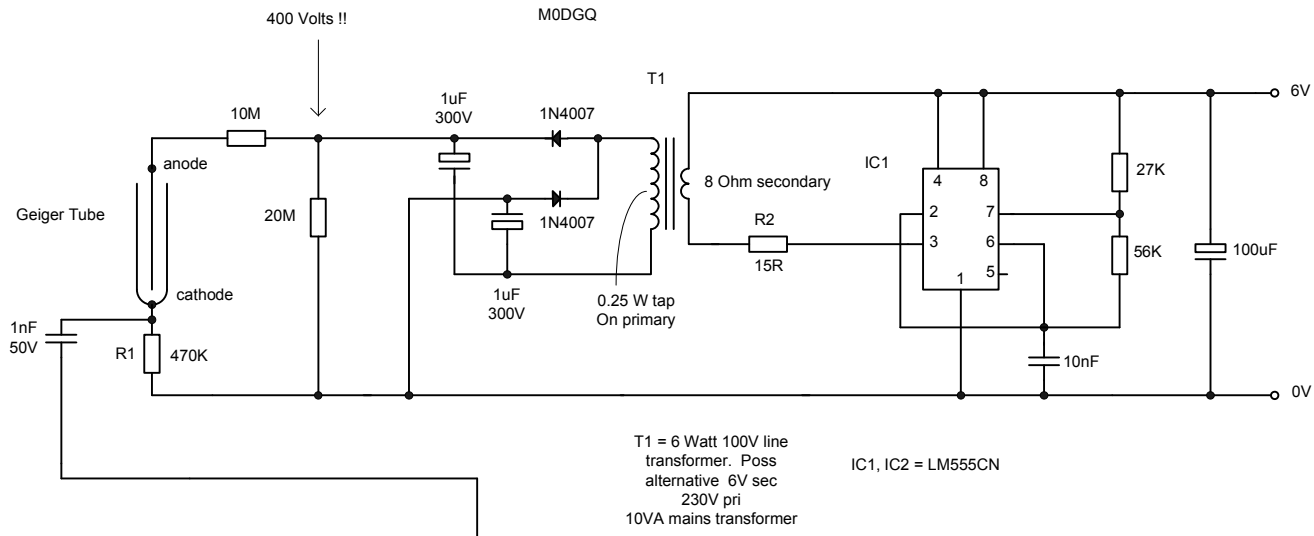 400 Volts !!
M0DGQ
T1
6V
10M
1uF
300V
1N4007
IC1
anode
8 Ohm secondary
4
8
27K
Geiger Tube
20M
1N4007
R2
2
7
3
6
56K
100uF
15R
5
1
cathode
1uF
300V
0.25 W tap
On primary
1nF
50V
R1
470K
10nF
0V
T1 = 6 Watt 100V line
transformer. Poss
alternative 6V sec
230V pri
10VA mains transformer
IC1, IC2 = LM555CN